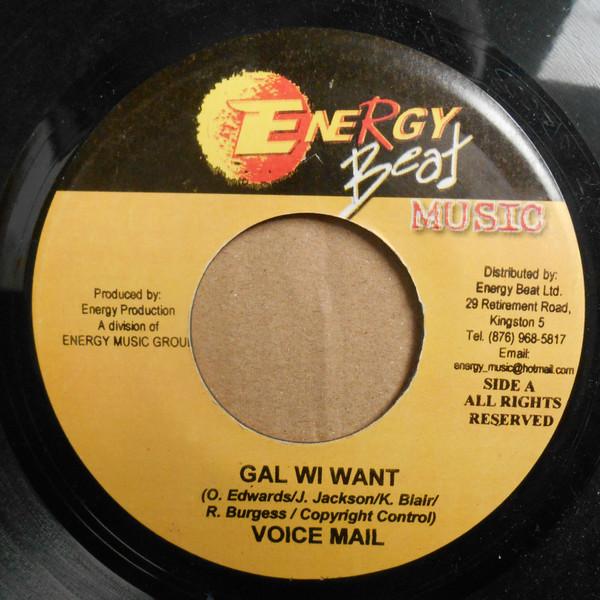 ENERGY
Beat
MUSIC
Produced by:
Energy Production
A division of
ENERGY MUSIC GROU
Distributed by:
Energy Beat Ltd.
29 Retirement Road,
Kingston 5
Tel. (876) 968-5817
Email:
energy_music@hotmail.com
SIDE A
ALL RIGHTS
RESERVED
GAL WI WANT
(O. Edwards/J. Jackson/K. Blair/
R. Burgess / Copyright Control)
VOICE MAIL